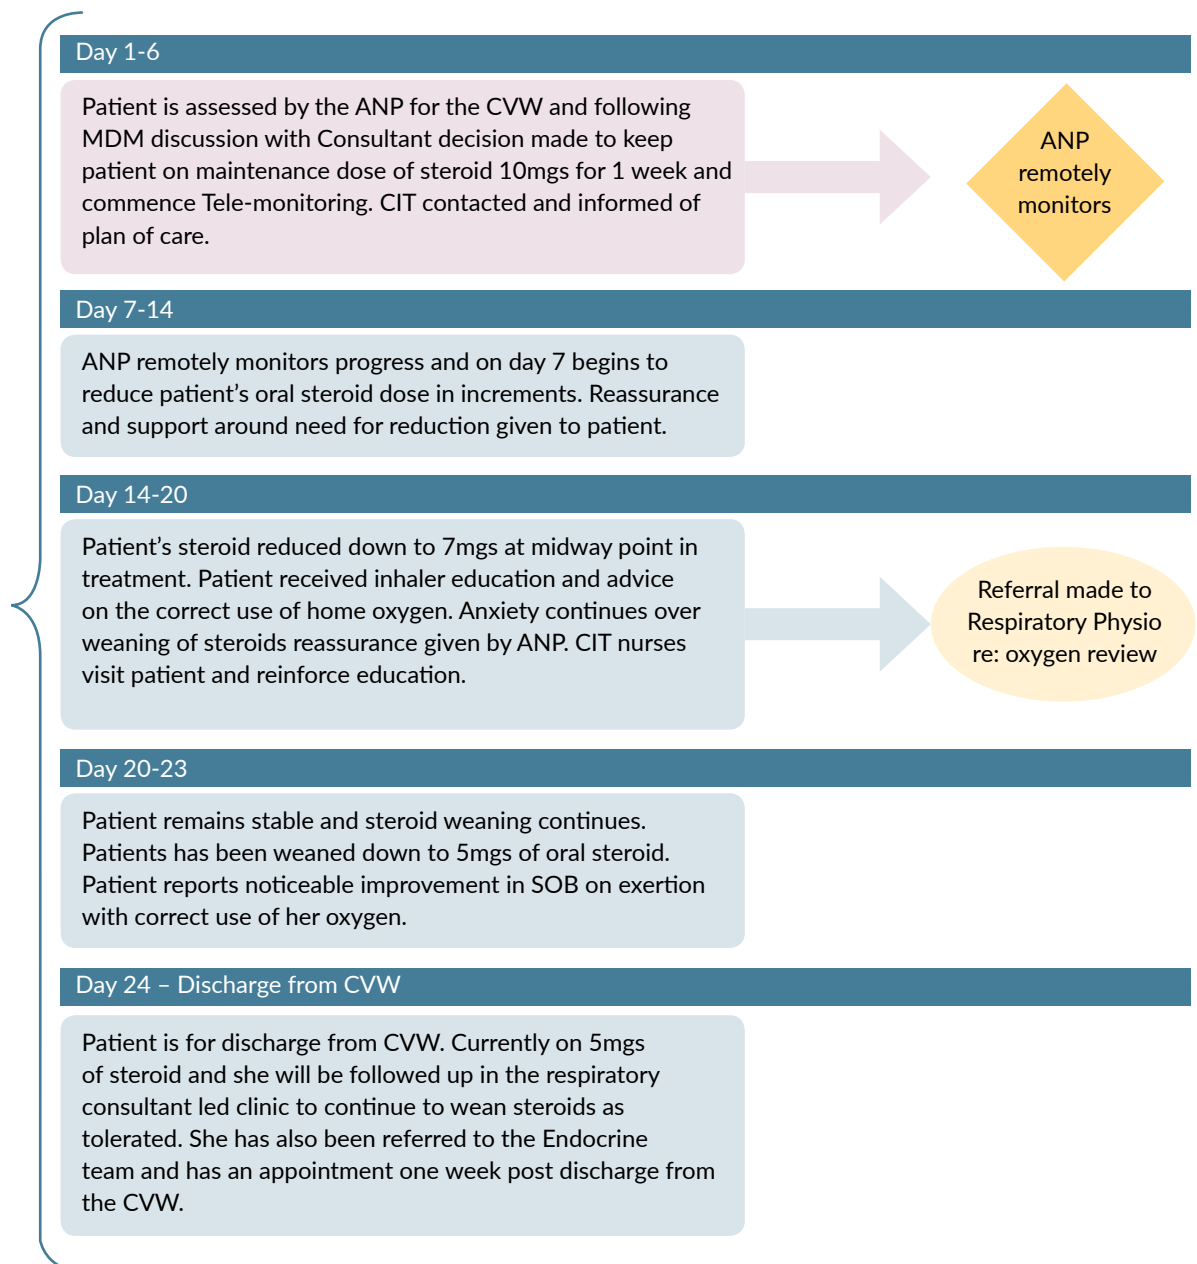 Day 1-6
Patient is assessed by the ANP for the CVW and following
MDM discussion with Consultant decision made to keep
patient on maintenance dose of steroid 10mgs for 1 week and
commence Tele-monitoring. CIT contacted and informed of
plan of care.
ANP
remotely
monitors
Day 7-14
ANP remotely monitors progress and on day 7 begins to
reduce patient’s oral steroid dose in increments. Reassurance
and support around need for reduction given to patient.
Day 14-20
Patient’s steroid reduced down to 7mgs at midway point in
treatment. Patient received inhaler education and advice
on the correct use of home oxygen. Anxiety continues over
weaning of steroids reassurance given by ANP. CIT nurses
visit patient and reinforce education.
Referral made to
Respiratory Physio
re: oxygen review
Day 20-23
Patient remains stable and steroid weaning continues.
Patients has been weaned down to 5mgs of oral steroid.
Patient reports noticeable improvement in SOB on exertion
with correct use of her oxygen.
Day 24 – Discharge from CVW
Patient is for discharge from CVW. Currently on 5mgs
of steroid and she will be followed up in the respiratory
consultant led clinic to continue to wean steroids as
tolerated. She has also been referred to the Endocrine
team and has an appointment one week post discharge from
the CVW.